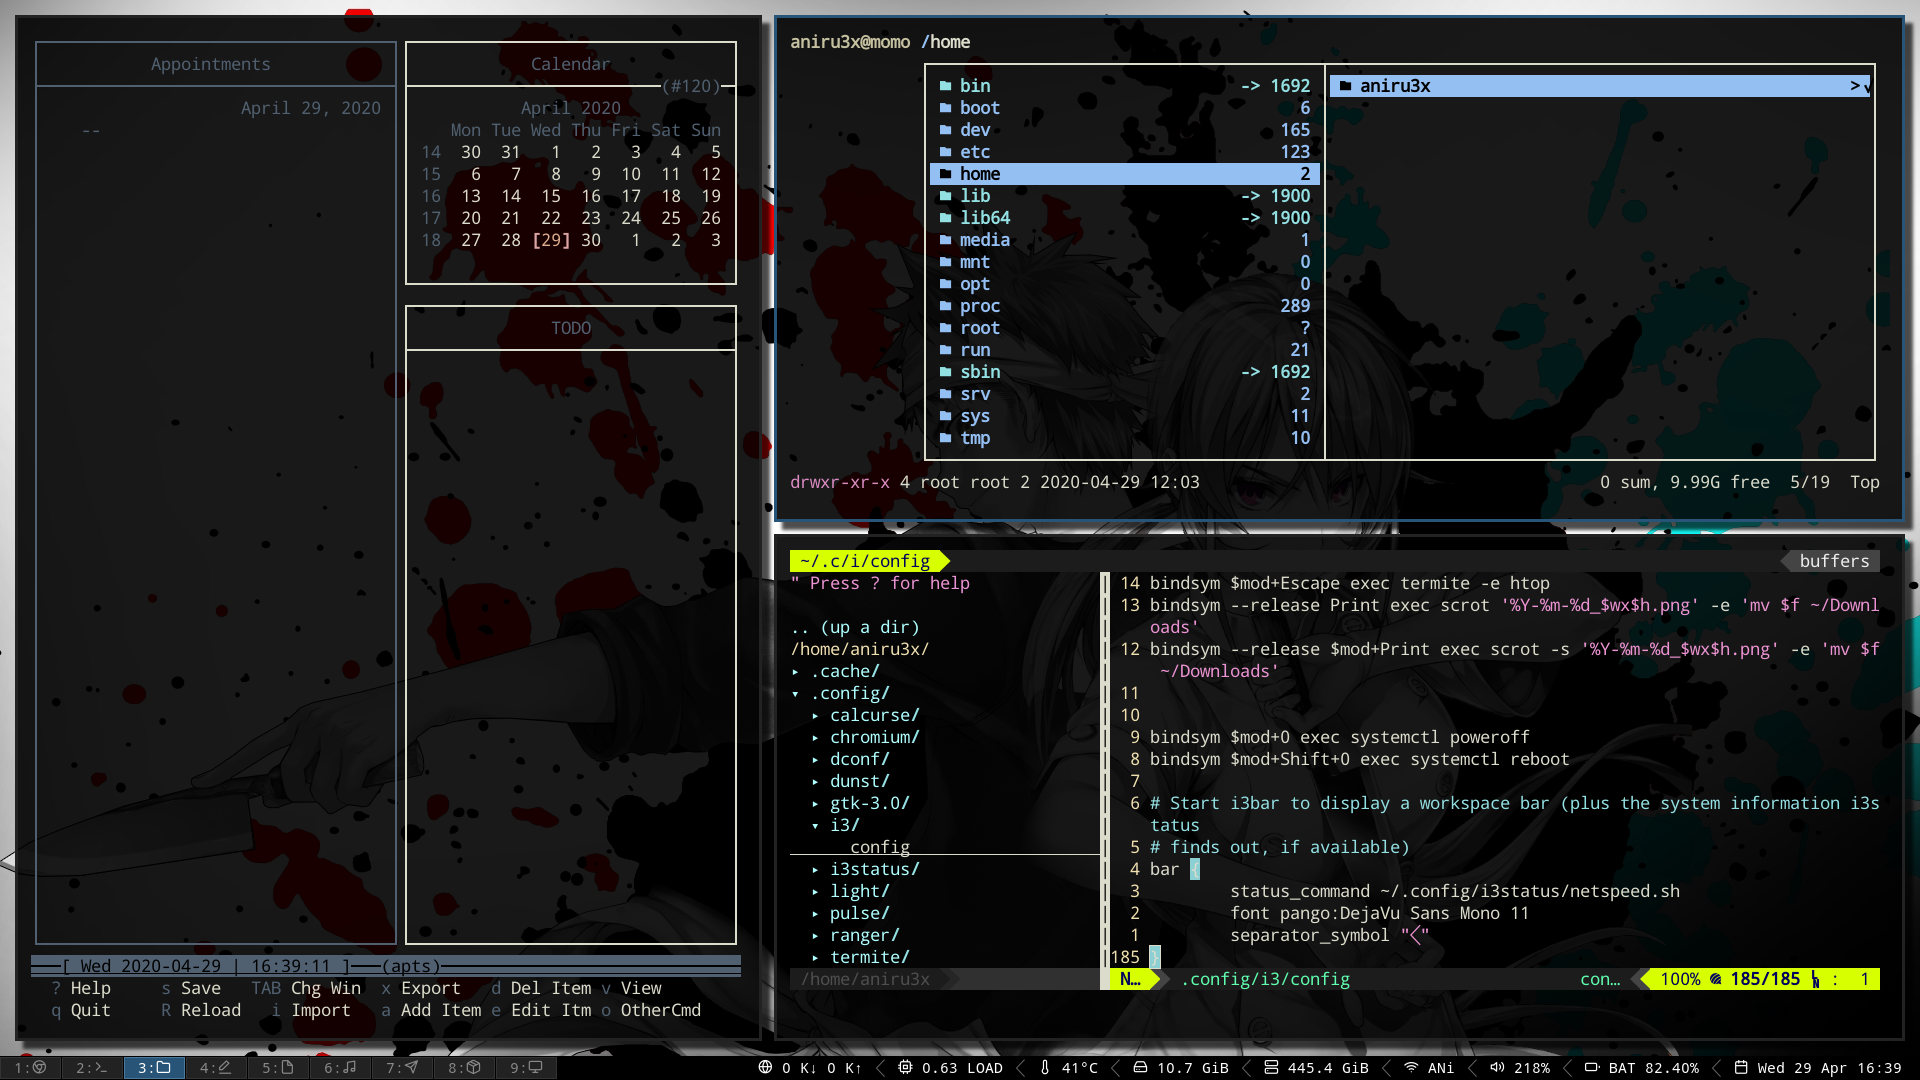 Appointments
April 29, 2020
--
Calendar
(#120)
April 2020
Mon Tue Wed Thu Fri Sat Sun
14 30 31 1 2 3 4 5
15 6 7 8 9 10 11 12
16 13 14 15 16 17 18 19
17 20 21 22 23 24 25 26
18 27 28 [29] 30 1 2 3
TODO
[ Wed 2020-04-29 | 16:39:11 ] (apts)
? Help s Save TAB Chg Win x Export d Del Item v View
q Quit R Reload i Import a Add Item e Edit Itm o OtherCmd
aniru3x@momo /home
bin -> 1692
boot 6
dev 165
etc 123
home 2
lib -> 1900
lib64 -> 1900
media 1
mnt 0
opt 0
proc 289
root ?
run 21
sbin -> 1692
srv 2
sys 11
tmp 10
aniru3x >
drwxr-xr-x 4 root root 2 2020-04-29 12:03
0 sum, 9.99G free 5/19 Top
~/.c/i/config
buffers
" Press ? for help
.. (up a dir)
/home/aniru3x/
▸ .cache/
▾ .config/
▸ calcurse/
▸ chromium/
▸ dconf/
▸ dunst/
▸ gtk-3.0/
▾ i3/
config
▸ i3status/
▸ light/
▸ pulse/
▸ ranger/
▸ termite/
/home/aniru3x
14 bindsym $mod+Escape exec termite -e htop
13 bindsym --release Print exec scrot '%Y-%m-%d_$wx$h.png' -e 'mv $f ~/Downl
oads'
12 bindsym --release $mod+Print exec scrot -s '%Y-%m-%d_$wx$h.png' -e 'mv $f
~/Downloads'
11
10
9 bindsym $mod+0 exec systemctl poweroff
8 bindsym $mod+Shift+0 exec systemctl reboot
7
6 # Start i3bar to display a workspace bar (plus the system information i3s
tatus
5 # finds out, if available)
4 bar {
3 status_command ~/.config/i3status/netspeed.sh
2 font pango:DejaVu Sans Mono 11
1 separator_symbol "〈"
185 }
N… .config/i3/config con… 100% 185/185 : 1
1: 2: 3: 4: 5: 6: 7: 8: 9:
0 K↓ 0 K↑ 0.63 LOAD 41°C 10.7 GiB 445.4 GiB ANi 218% BAT 82.40% Wed 29 Apr 16:39